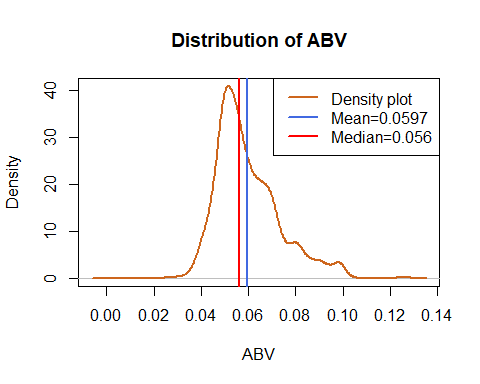 Distribution of ABV
Density plot
Mean=0.0597
Median=0.056
Density
40
30
20
10
0
0.00 0.02 0.04 0.06 0.08 0.10 0.12 0.14
ABV